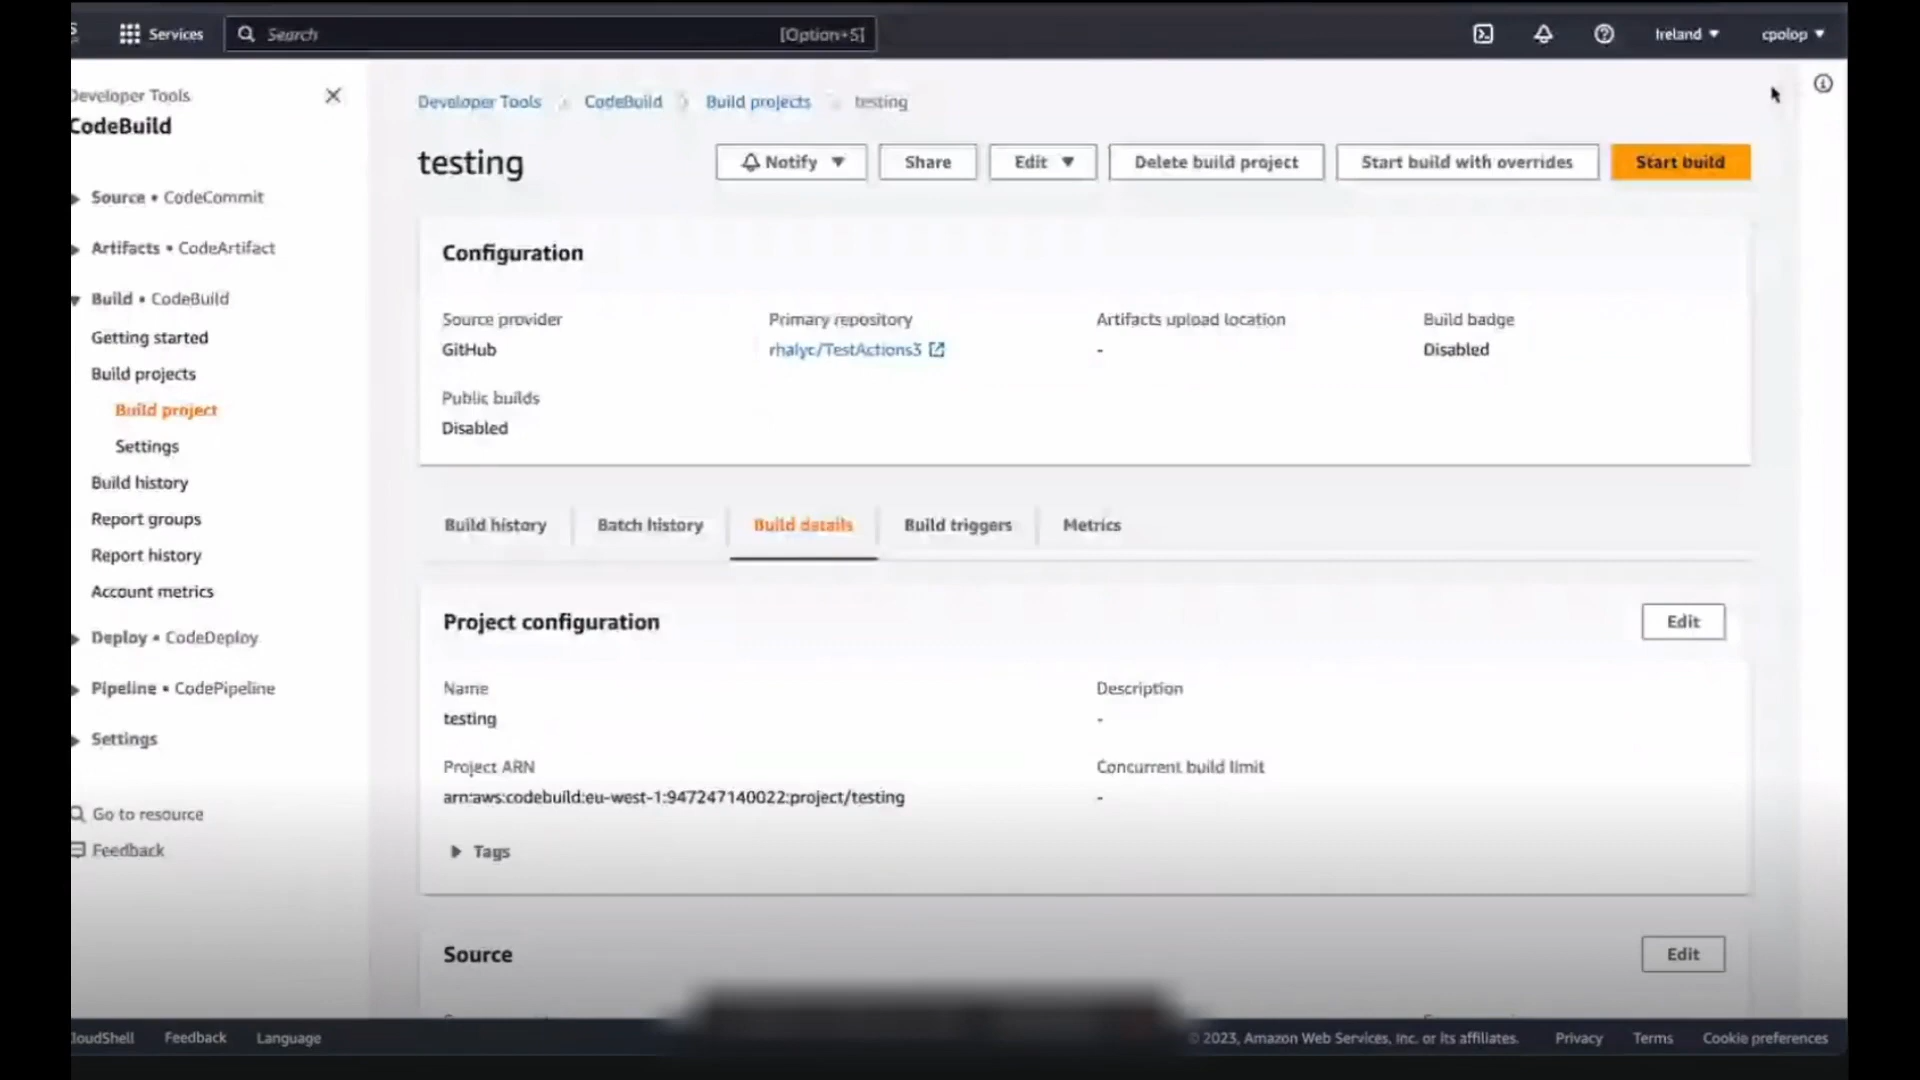 Services
Search
[Option+S]
Ireland ▼
cpolop ▼
Developer Tools
CodeBuild
Source • CodeCommit
Artifacts • CodeArtifact
Build • CodeBuild
Getting started
Build projects
Build project
Settings
Build history
Report groups
Report history
Account metrics
Deploy • CodeDeploy
Pipeline • CodePipeline
Settings
Go to resource
Feedback
Developer Tools
CodeBuild
Build projects
testing
testing
Notify ▼
Share
Edit ▼
Delete build project
Start build with overrides
Start build
Configuration
Source provider
GitHub
Primary repository
rhalyc/TestActions3
Artifacts upload location
-
Build badge
Disabled
Public builds
Disabled
Build history
Batch history
Build details
Build triggers
Metrics
Project configuration
Edit
Name
testing
Description
-
Project ARN
arn:aws:codebuild:eu-west-1:947247140022:project/testing
Concurrent build limit
-
Tags
Source
Edit
loudShell
Feedback
Language
© 2023, Amazon Web Services, Inc. or its affiliates.
Privacy
Terms
Cookie preferences